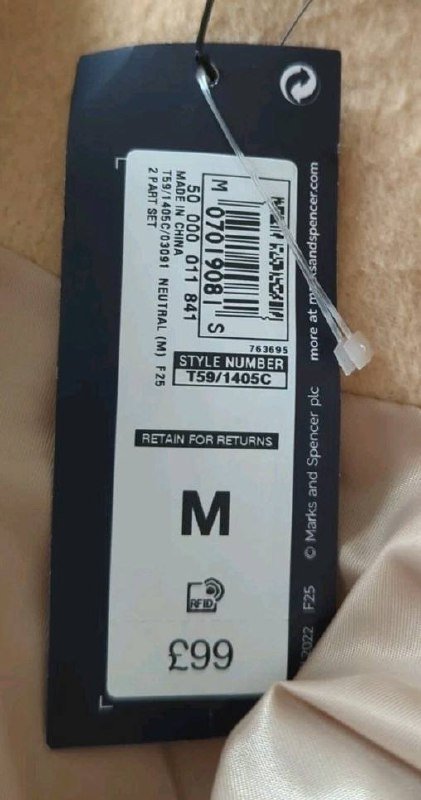 M 07019081 S
50 000 011 841
MADE IN CHINA
T59/1405C/03091 NEUTRAL (M) F25
2 PART SET
763695
STYLE NUMBER
T59/1405C
RETAIN FOR RETURNS
M
RFID
£99
2022 F25 © Marks and Spencer plc more at marksandspencer.com